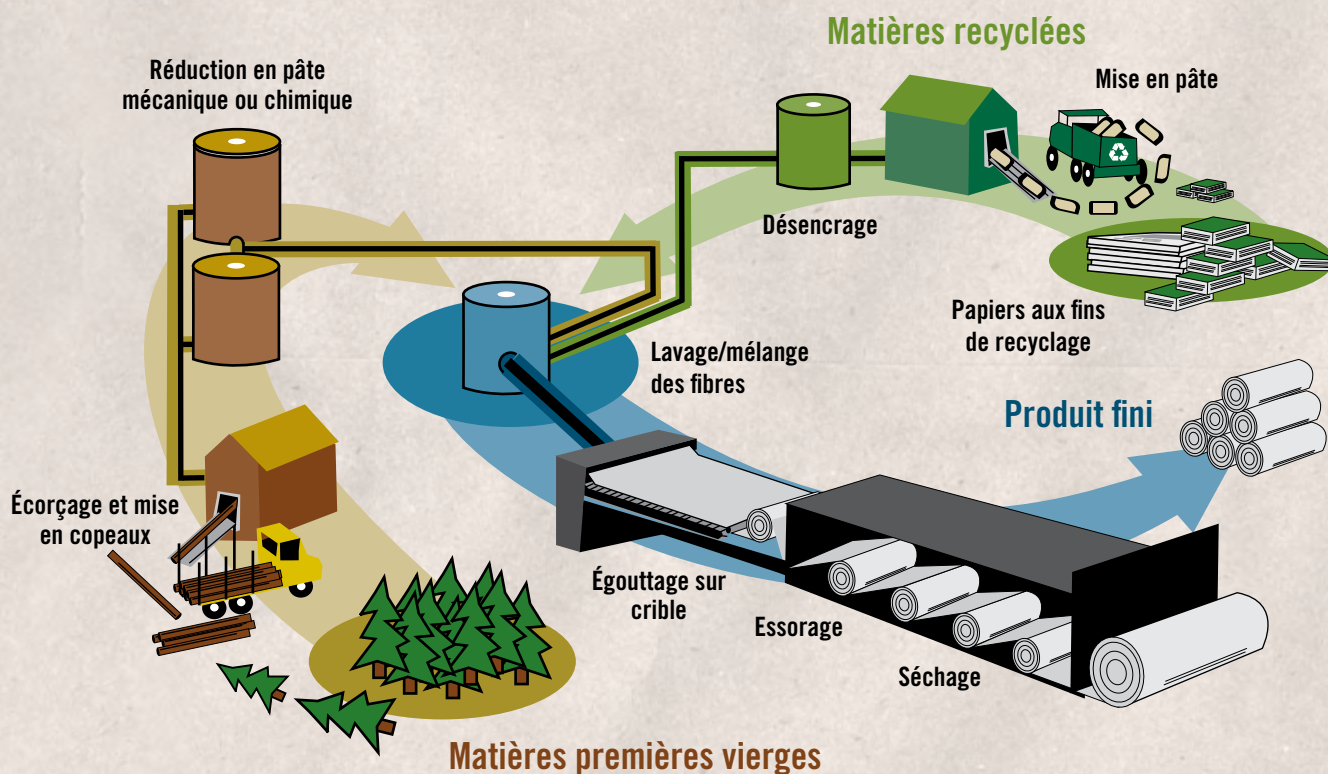 Matières recyclées
Réduction en pâte
mécanique ou chimique
Mise en pâte
Désencrage
Papiers aux fins
de recyclage
Lavage/mélange
des fibres
Produit fini
Écorçage et mise
en copeaux
Égouttage sur
crible
Essorage
Séchage
Matières premières vierges